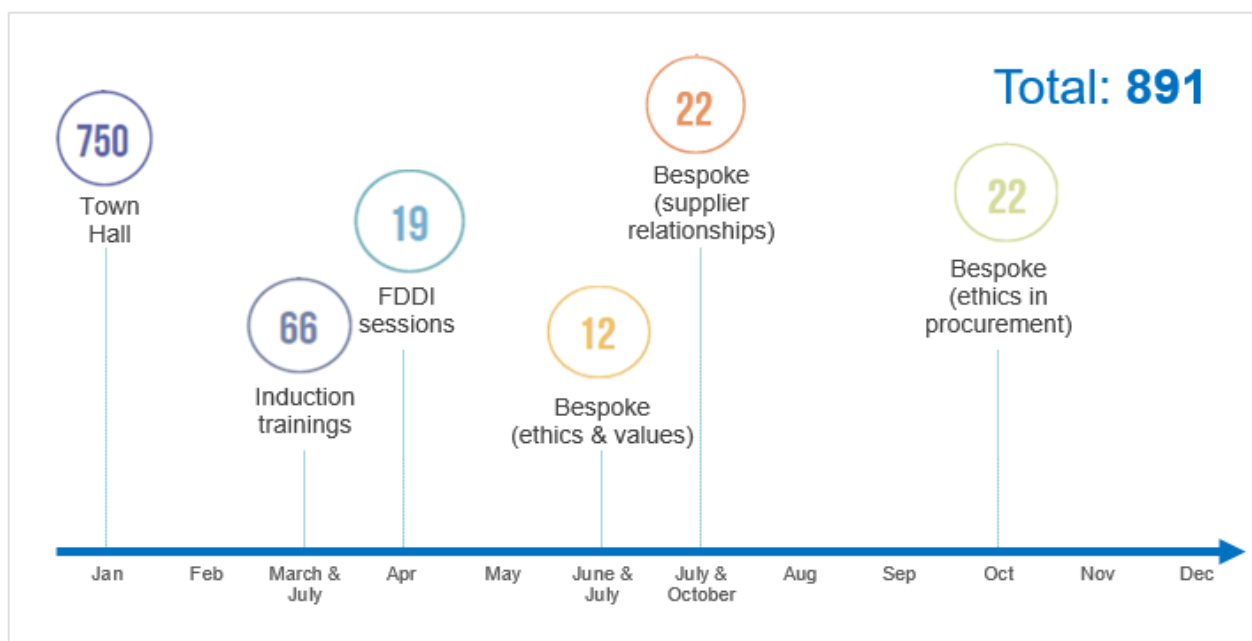 Total: 891
750
Town
Hall
66
Induction
trainings
19
FDDI
sessions
12
Bespoke
(ethics & values)
22
Bespoke
(supplier
relationships)
22
Bespoke
(ethics in
procurement)
Jan
Feb
March &
July
Apr
May
June &
July
July &
October
Aug
Sep
Oct
Nov
Dec